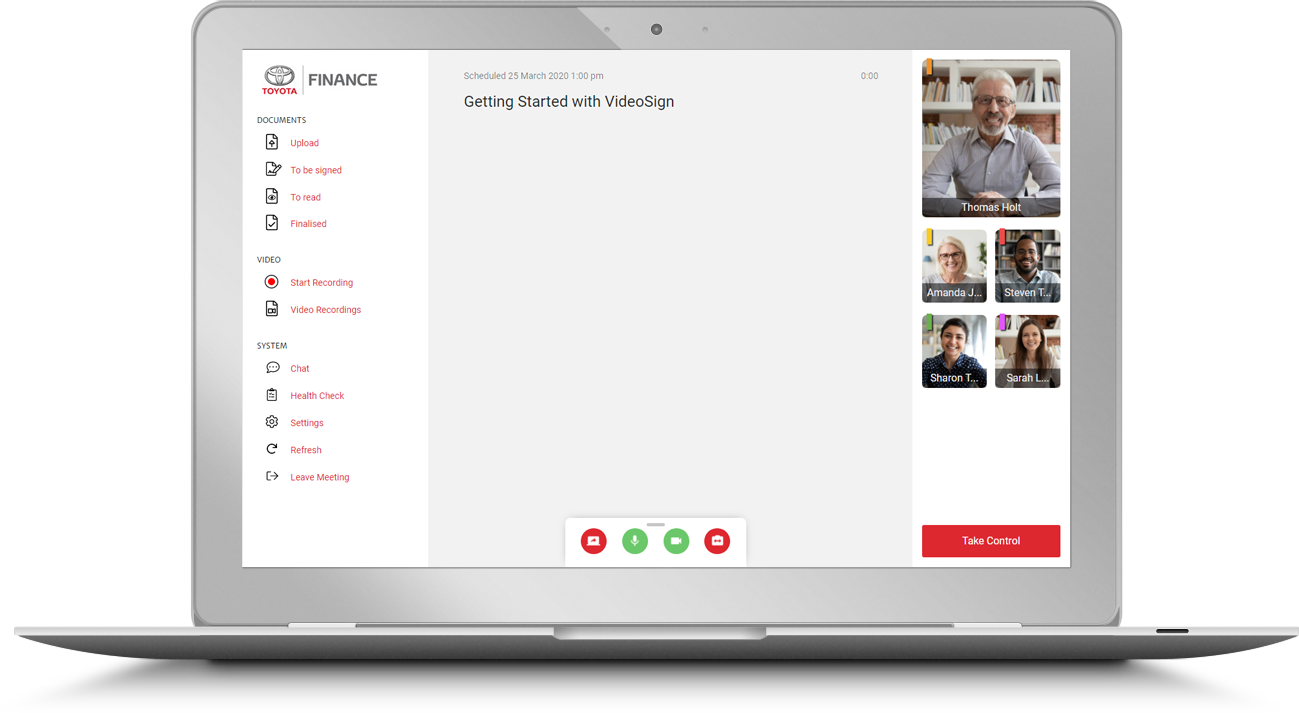 TOYOTA
FINANCE
DOCUMENTS
Upload
To be signed
To read
Finalised
VIDEO
Start Recording
Video Recordings
SYSTEM
Chat
Health Check
Settings
Refresh
Leave Meeting
Scheduled 25 March 2020 1:00 pm
0:00
Getting Started with VideoSign
Thomas Holt
Amanda J...
Steven T...
Sharon T...
Sarah L...
Take Control